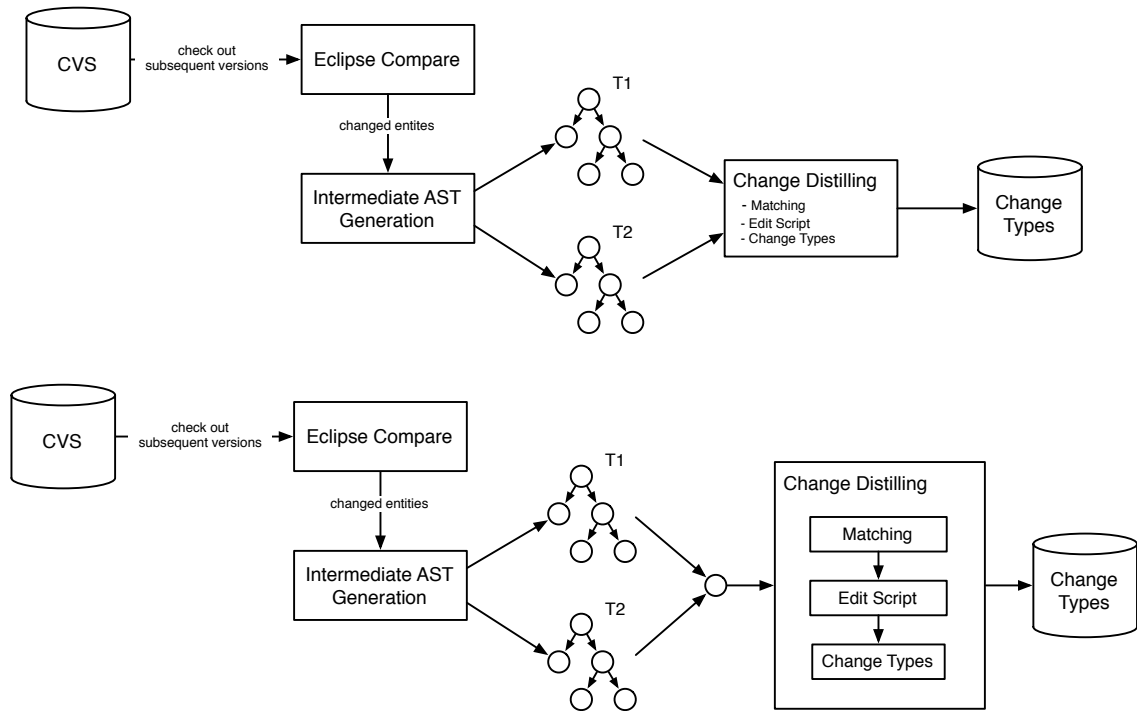 CVS
check out
subsequent versions
Eclipse Compare
changed entites
Intermediate AST
Generation
T1
T2
Change Distilling
- Matching
- Edit Script
- Change Types
Change
Types
CVS
check out
subsequent versions
Eclipse Compare
changed entities
Intermediate AST
Generation
T1
T2
Change Distilling
Matching
Edit Script
Change Types
Change
Types